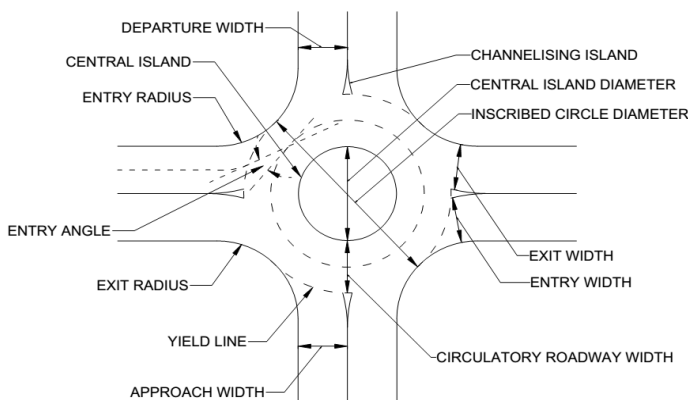 DEPARTURE WIDTH
CENTRAL ISLAND
CHANNELISING ISLAND
CENTRAL ISLAND DIAMETER
ENTRY RADIUS
INSCRIBED CIRCLE DIAMETER
ENTRY ANGLE
EXIT WIDTH
EXIT RADIUS
ENTRY WIDTH
YIELD LINE
CIRCULATORY ROADWAY WIDTH
APPROACH WIDTH